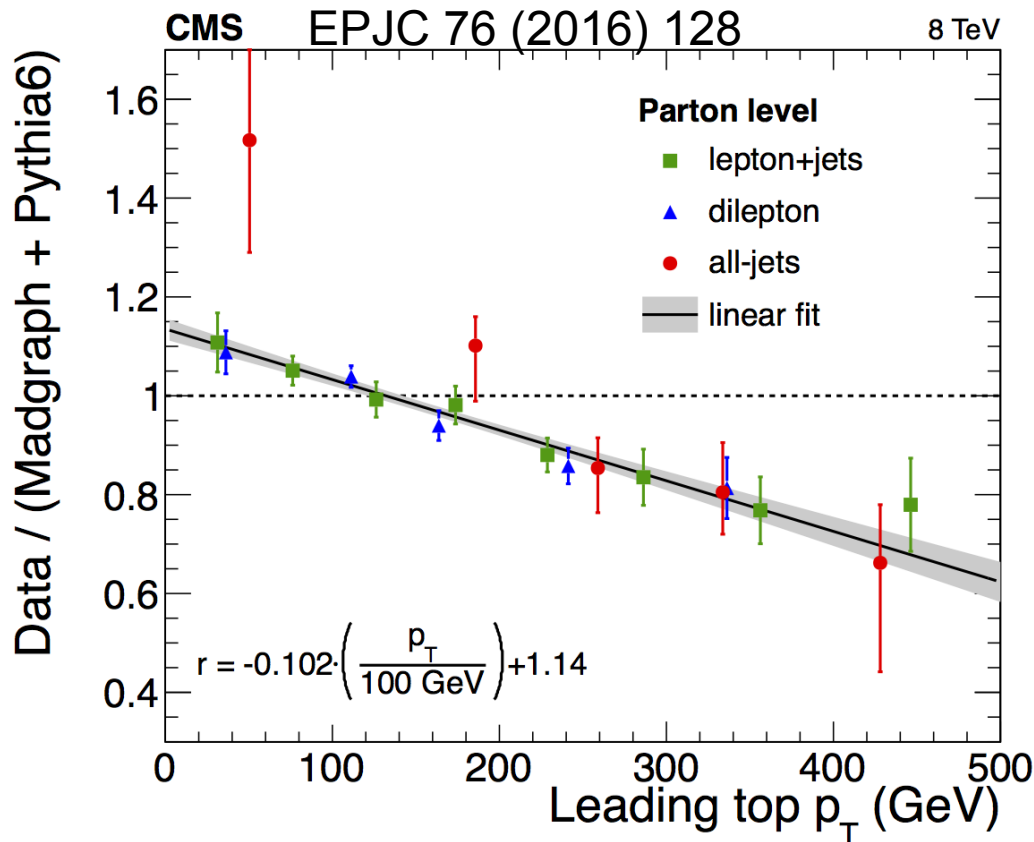 CMS EPJC 76 (2016) 128 8 TeV
Data / (Madgraph + Pythia6)
1.6
1.4
1.2
1
0.8
0.6
0.4
Parton level
lepton+jets
dilepton
all-jets
linear fit
r = -0.102·(p_T / 100 GeV)+1.14
0 100 200 300 400 500
Leading top p_T (GeV)